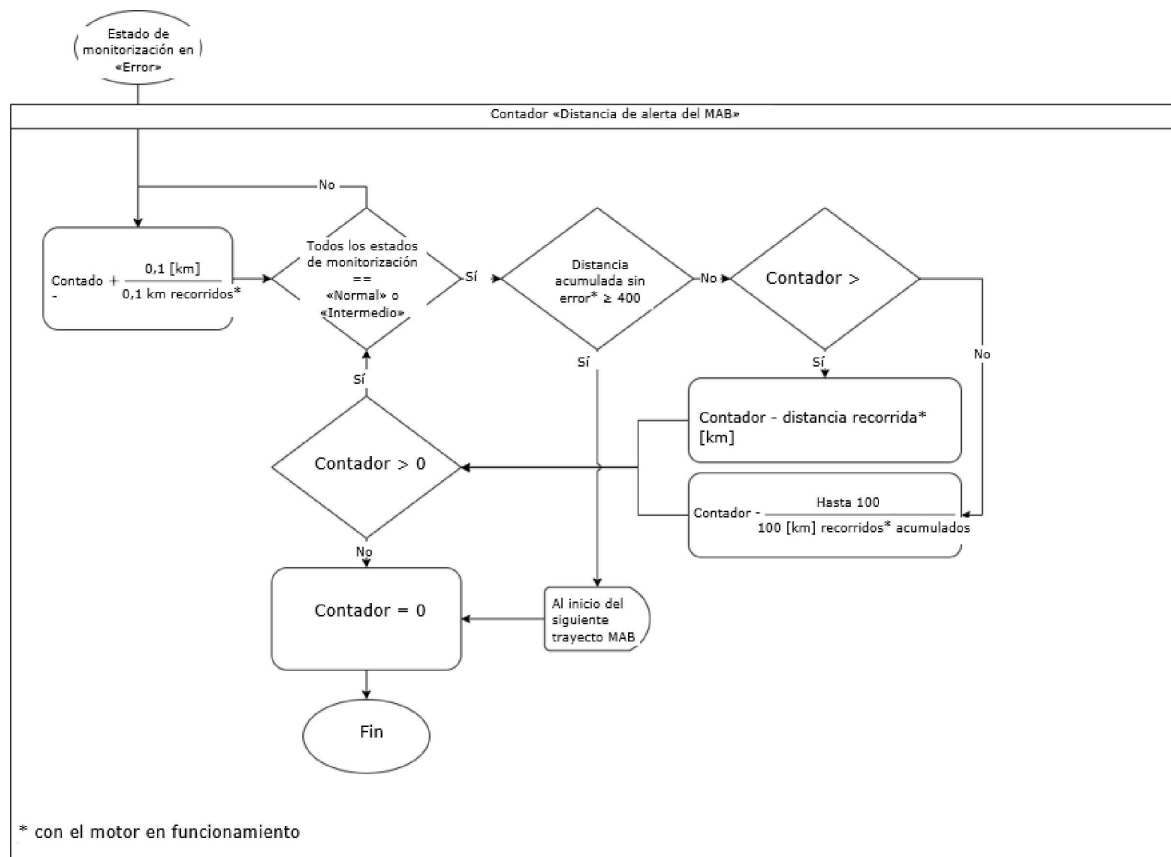 Estado de
monitorización en
«Error»
Contador «Distancia de alerta del MAB»
No
Contado + 0,1 [km]
0,1 km recorridos*
-
Todos los estados
de monitorización
==
«Normal» o
«Intermedio»
Sí
Distancia
acumulada sin
error* ≥ 400
No
Contador >
No
Sí
Sí
Sí
Contador - distancia recorrida*
[km]
Contador > 0
Contador - Hasta 100
100 [km] recorridos* acumulados
No
Contador = 0
Al inicio del
siguiente
trayecto MAB
Fin
* con el motor en funcionamiento